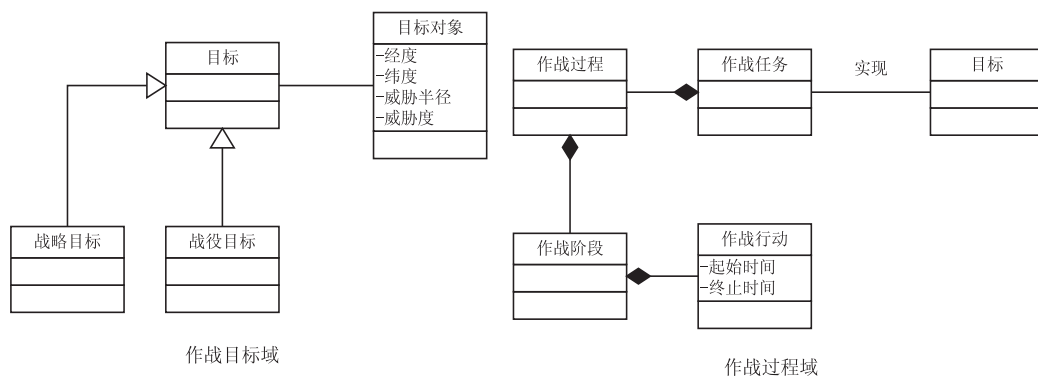 目标
目标对象
–经度
–纬度
–威胁半径
–威胁度
战略目标
战役目标
作战目标域
作战过程
作战任务
实现
目标
作战阶段
作战行动
–起始时间
–终止时间
作战过程域